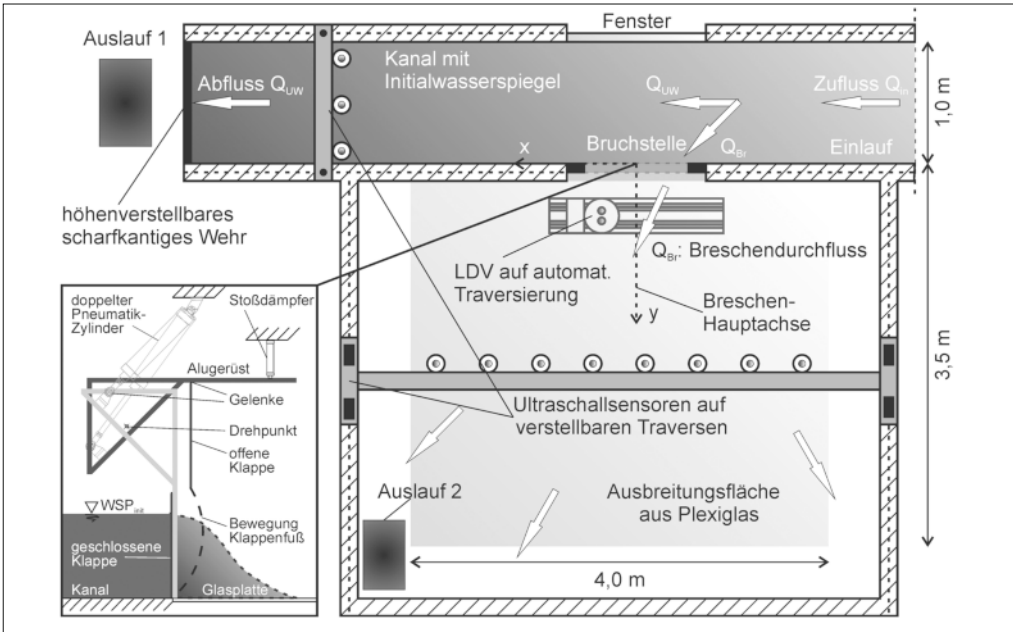 Fenster
Auslauf 1
Kanal mit
Initialwasserspiegel
Abfluss Q_UW
Q_UW
Zufluss Q_in
1,0 m
Bruchstelle
x
Q_Br
Einlauf
höhenverstellbares
scharfkantiges Wehr
LDV auf automat.
Traversierung
Q_Br: Breschendurchfluss
Breschen-
Hauptachse
y
3,5 m
doppelter
Pneumatik-
Zylinder
Stoßdämpfer
Alugerüst
Gelenke
Drehpunkt
offene
Klappe
WSP_init
Bewegung
Klappenfuß
geschlossene
Klappe
Kanal
Glasplatte
Ultraschallsensoren auf
verstellbaren Traversen
Auslauf 2
Ausbreitungsfläche
aus Plexiglas
4,0 m